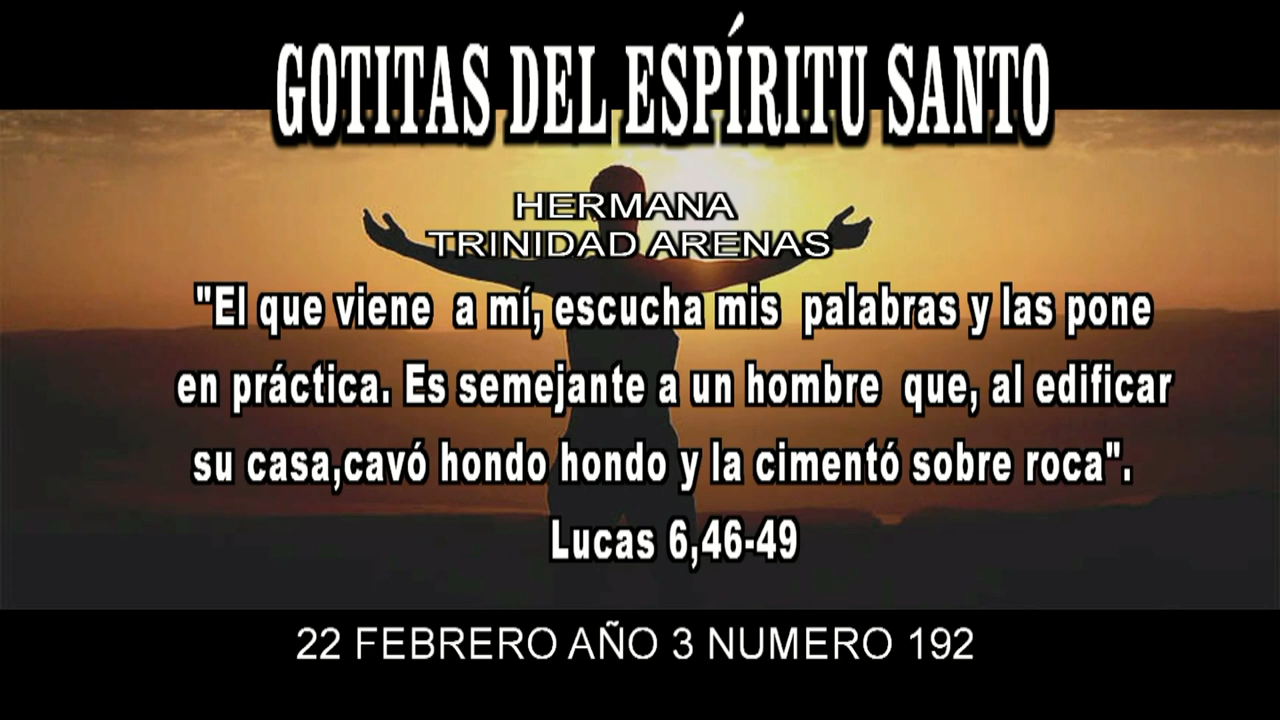 GOTITAS DEL ESPÍRITU SANTO
HERMANA
TRINIDAD ARENAS
"El que viene a mí, escucha mis palabras y las pone
en práctica. Es semejante a un hombre que, al edificar
su casa,cavó hondo hondo y la cimentó sobre roca".
Lucas 6,46-49
22 FEBRERO AÑO 3 NUMERO 192